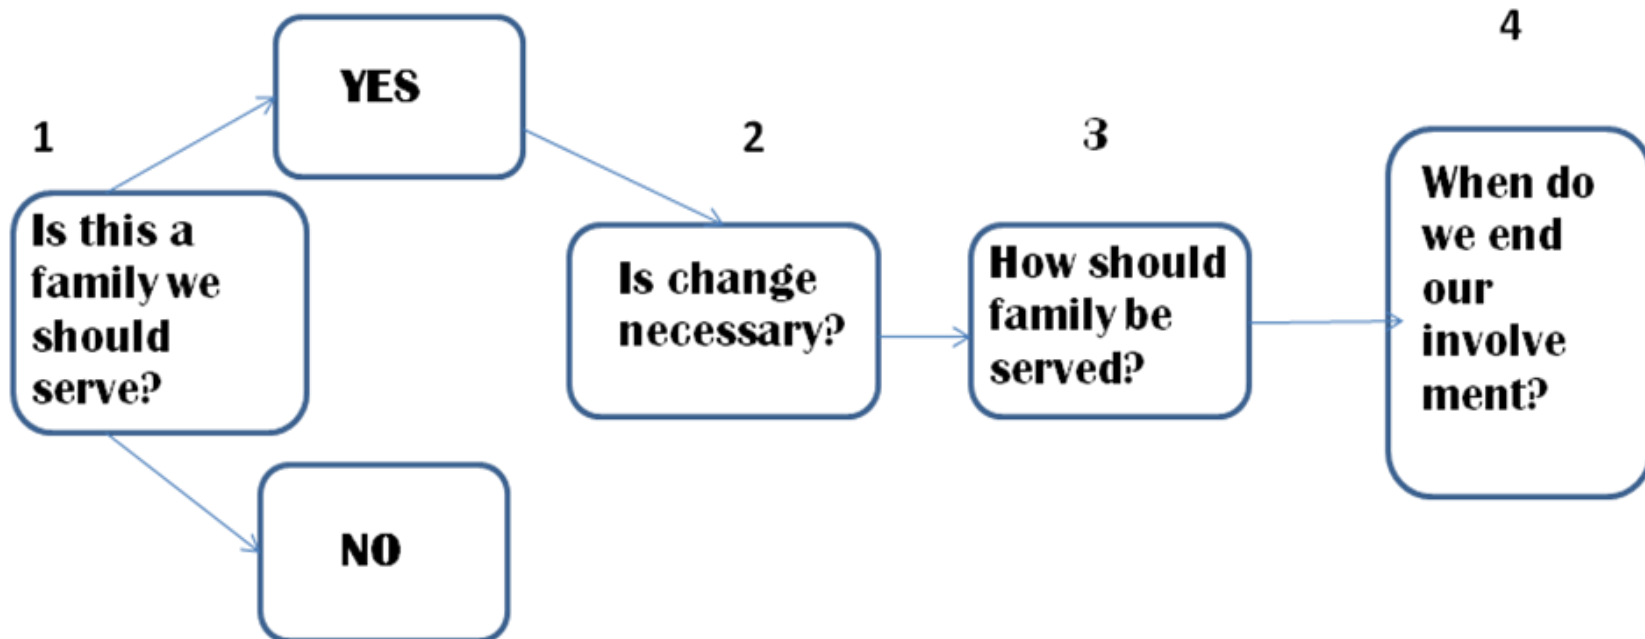 1
Is this a
family we
should
serve?
YES
NO
2
Is change
necessary?
3
How should
family be
served?
4
When do
we end
our
involve
ment?